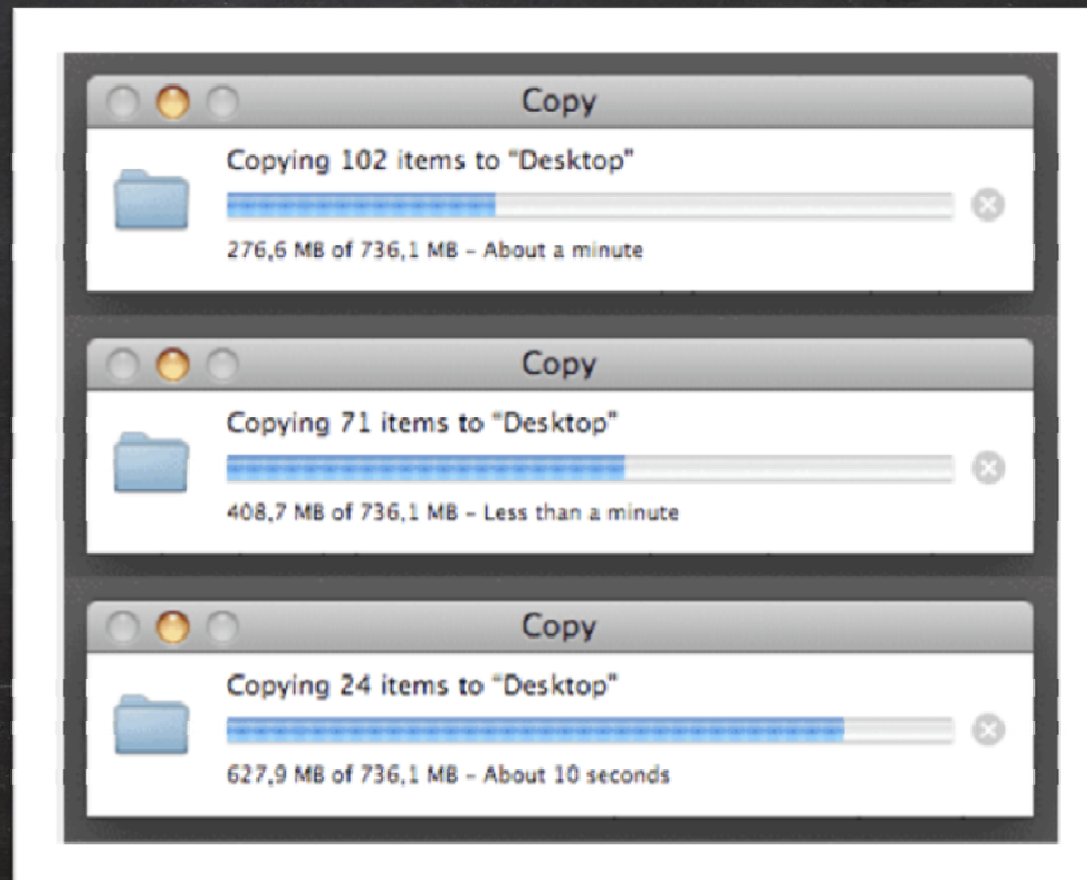 Copy
Copying 102 items to "Desktop"
276,6 MB of 736,1 MB – About a minute
Copy
Copying 71 items to "Desktop"
408,7 MB of 736,1 MB – Less than a minute
Copy
Copying 24 items to "Desktop"
627,9 MB of 736,1 MB – About 10 seconds